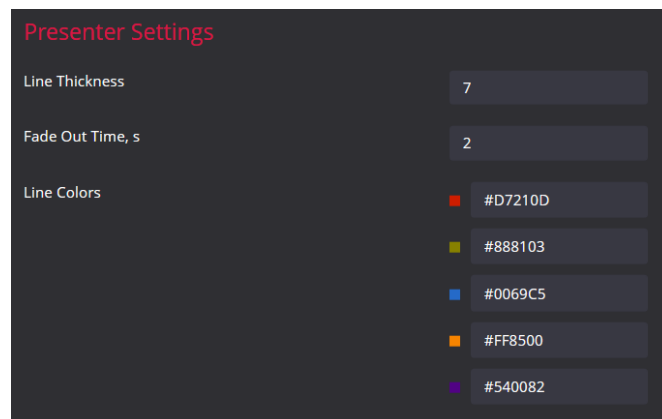 Presenter Settings
Line Thickness
7
Fade Out Time, s
2
Line Colors
#D7210D
#888103
#0069C5
#FF8500
#540082